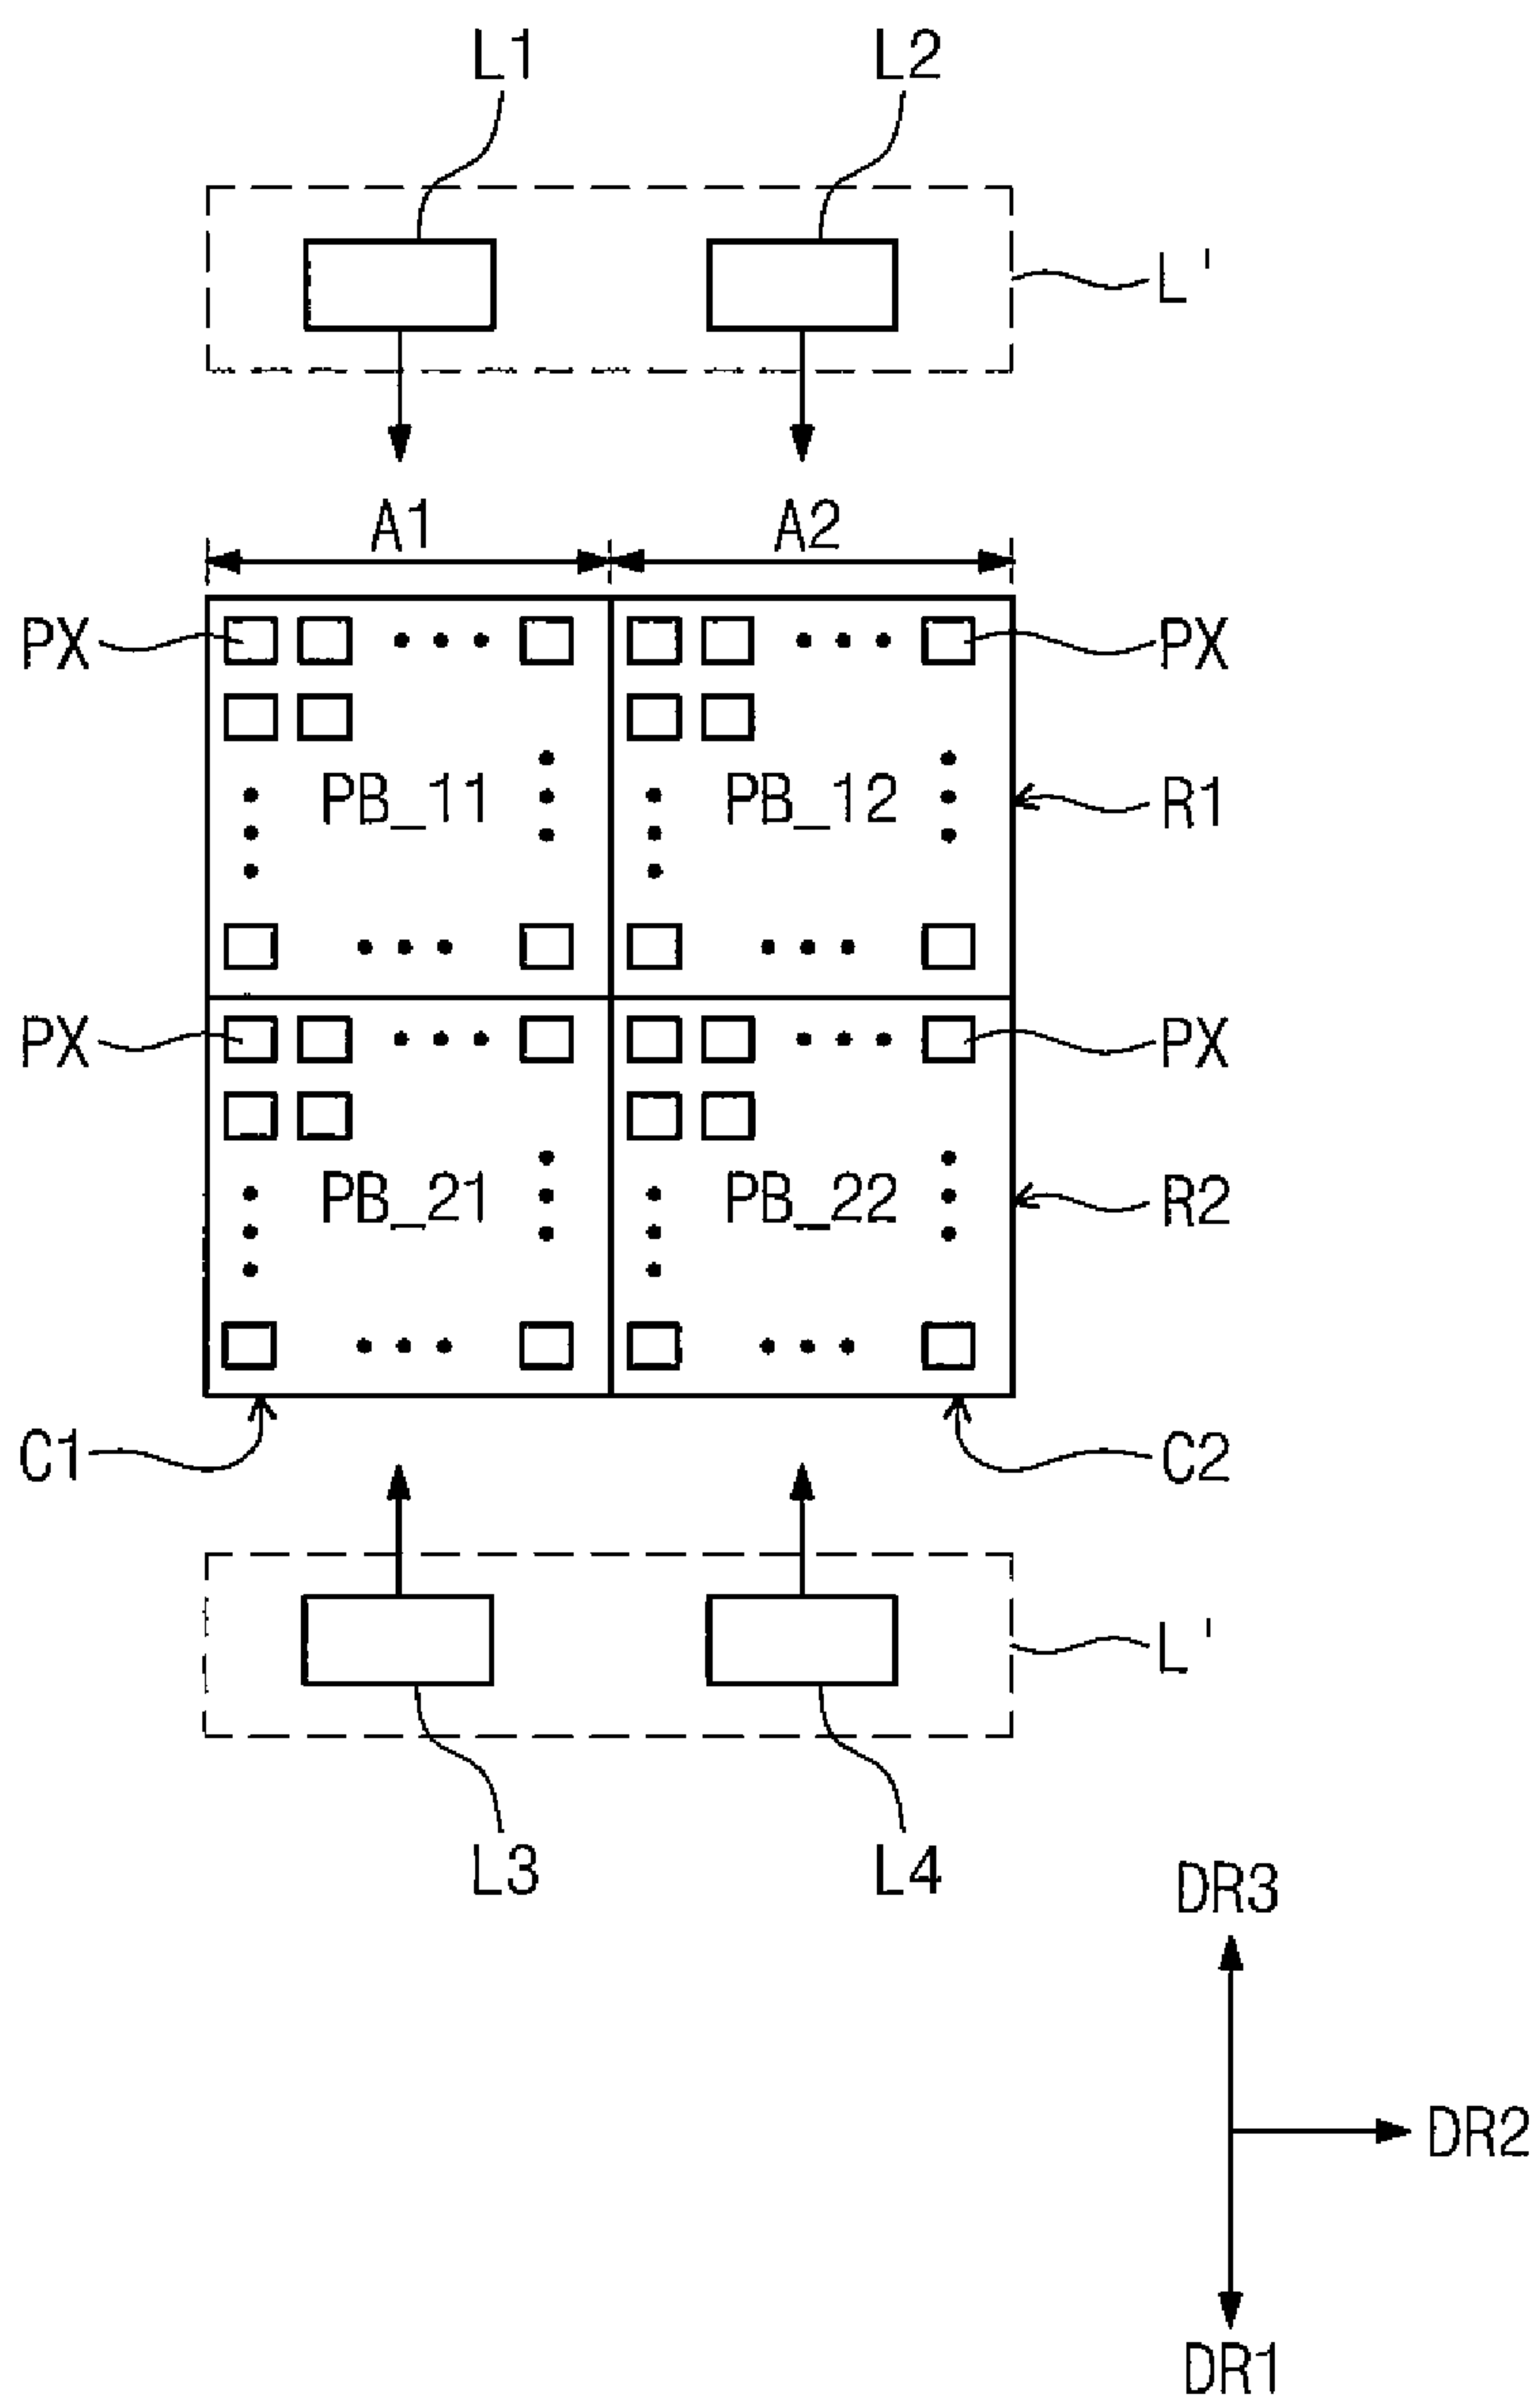 L1 L2
L'
A1 A2
PX PX
PB_11 PB_12 R1
PX PX
PB_21 PB_22 R2
C1 C2
L'
L3 L4
DR3
DR2
DR1